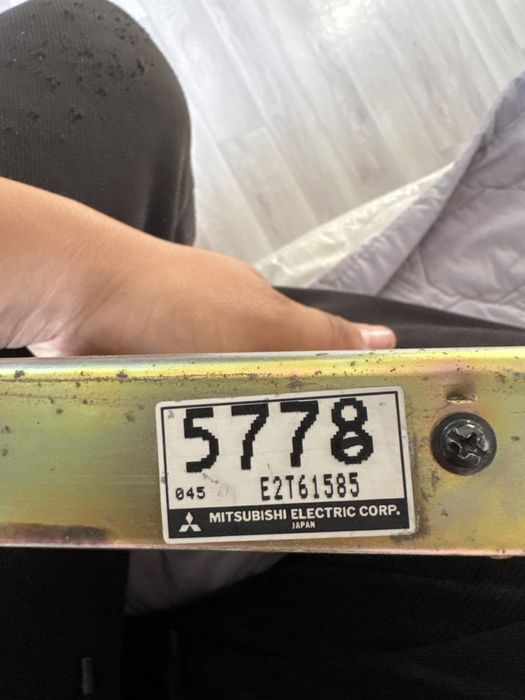 5778
045 E2T61585
MITSUBISHI ELECTRIC CORP.
JAPAN